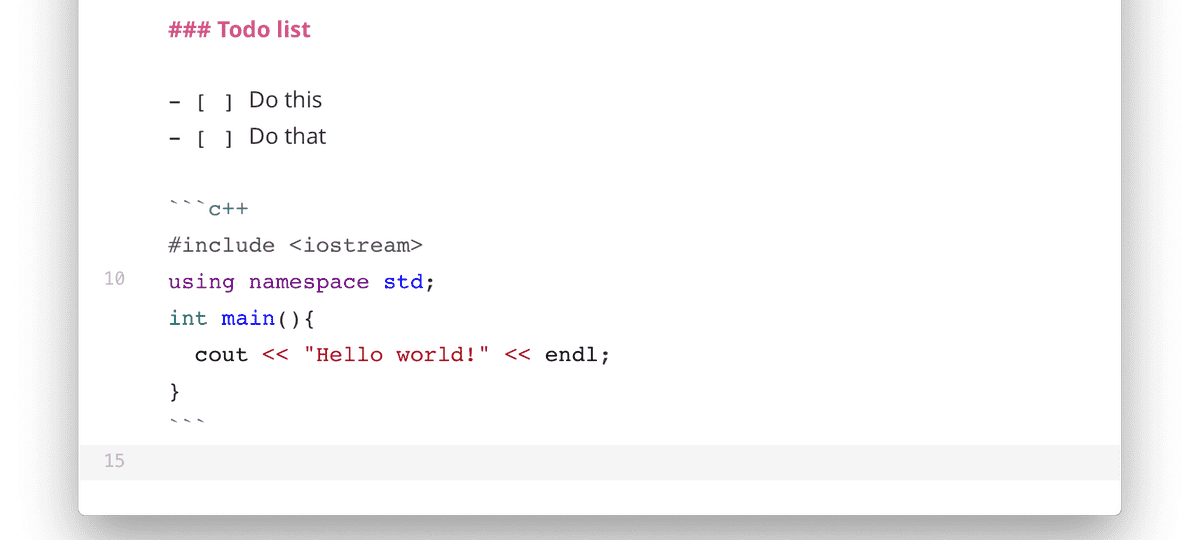 ### Todo list
- [ ] Do this
- [ ] Do that
```c++
#include <iostream>
10 using namespace std;
int main(){
  cout << "Hello world!" << endl;
}
```
15